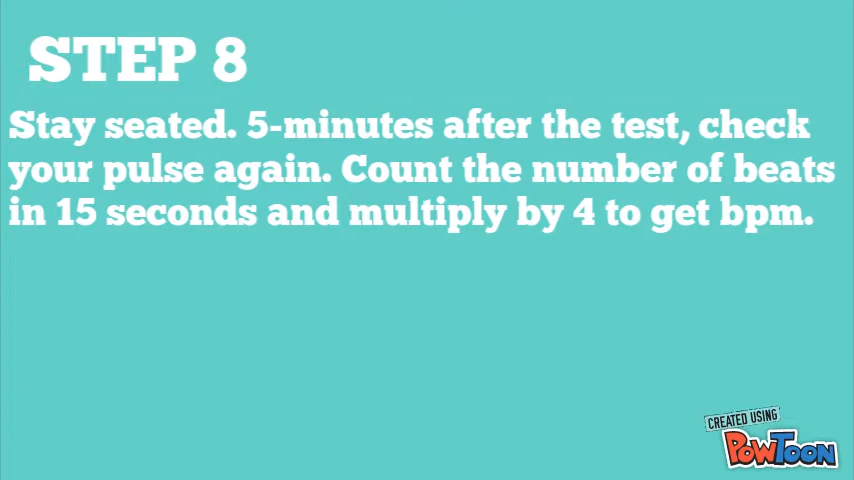 STEP 8
Stay seated. 5-minutes after the test, check
your pulse again. Count the number of beats
in 15 seconds and multiply by 4 to get bpm.
CREATED USING
POWTOON